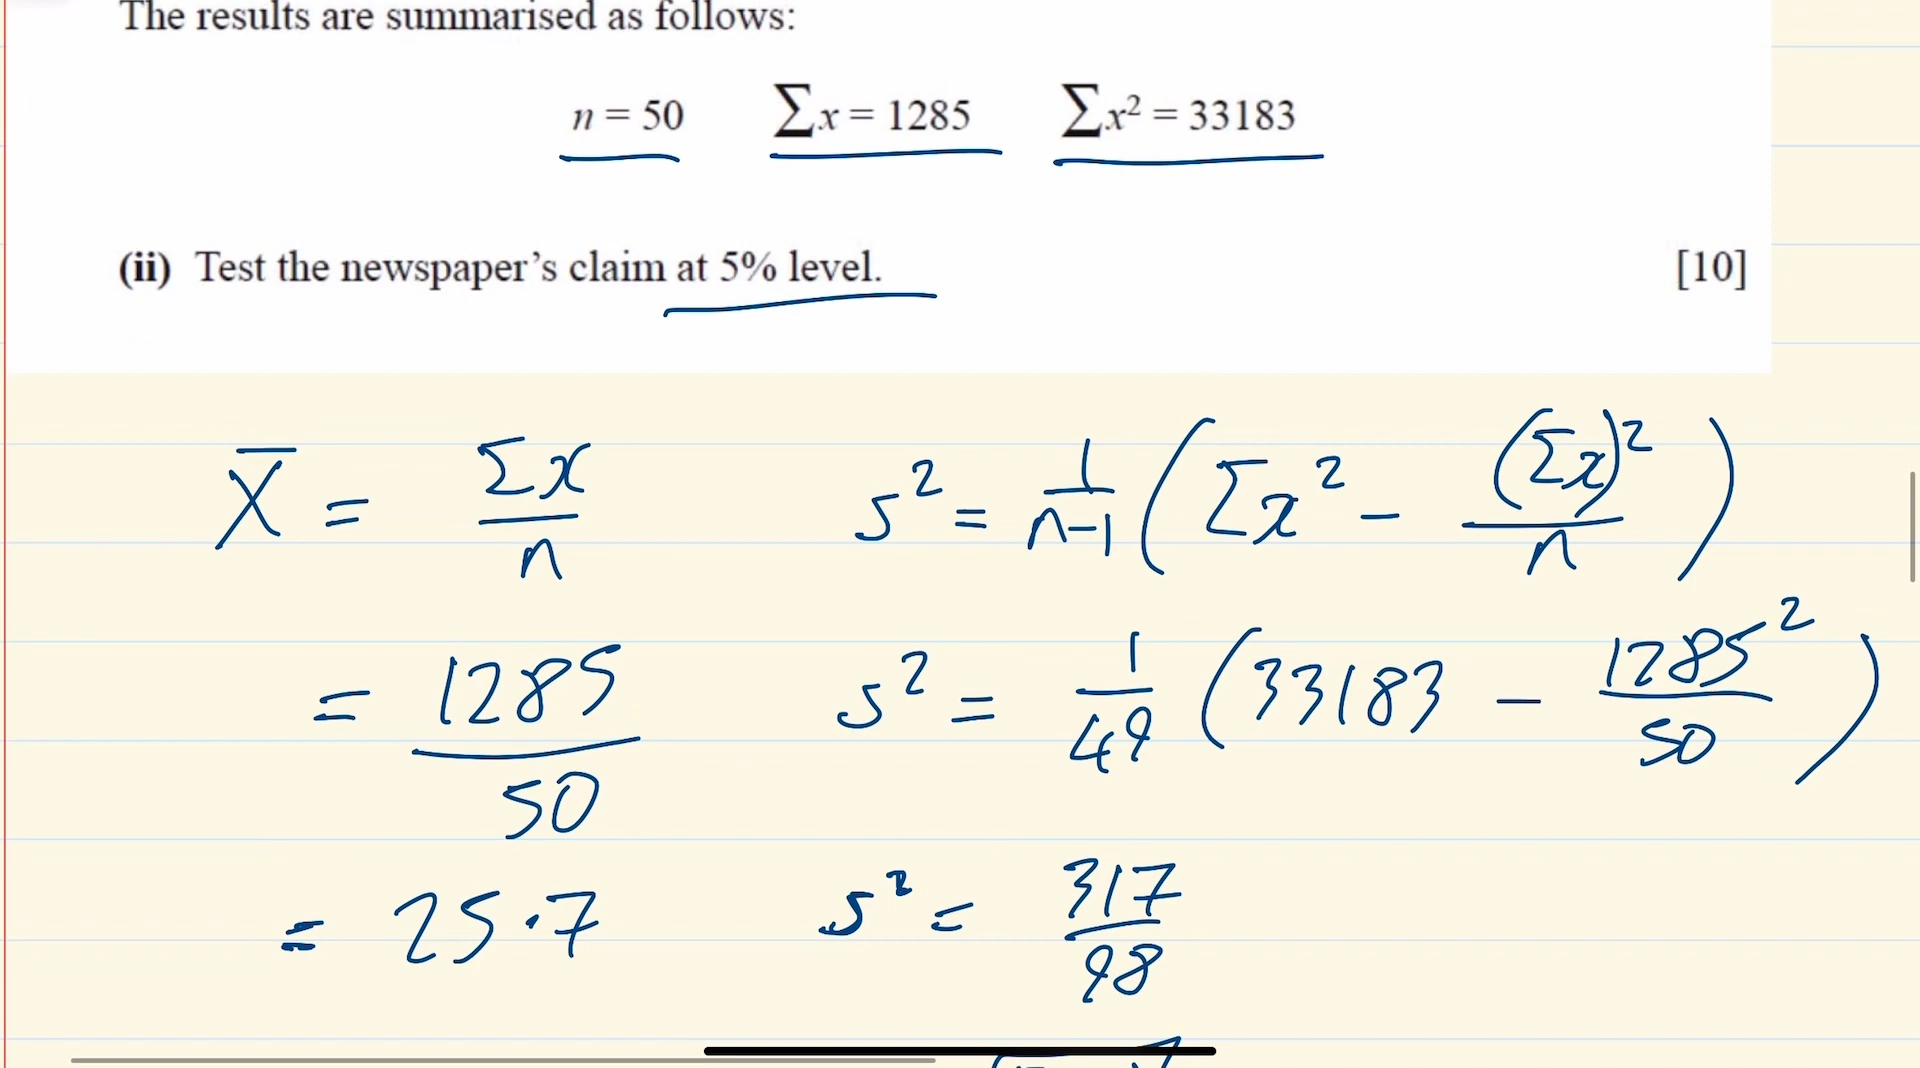 The results are summarised as follows:
n = 50 ∑x = 1285 ∑x² = 33183
(ii) Test the newspaper's claim at 5% level. [10]
X̄ = Σx/n s² = 1/(n-1) (Σx² - (Σx)²/n)
= 1285/50 s² = 1/49 (33183 - 1285²/50)
= 25.7 s² = 317/98